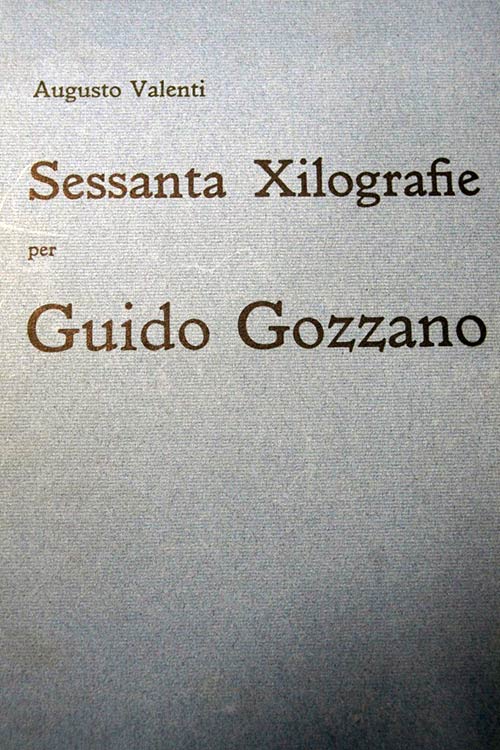 Augusto Valenti
Sessanta Xilografie
per
Guido Gozzano